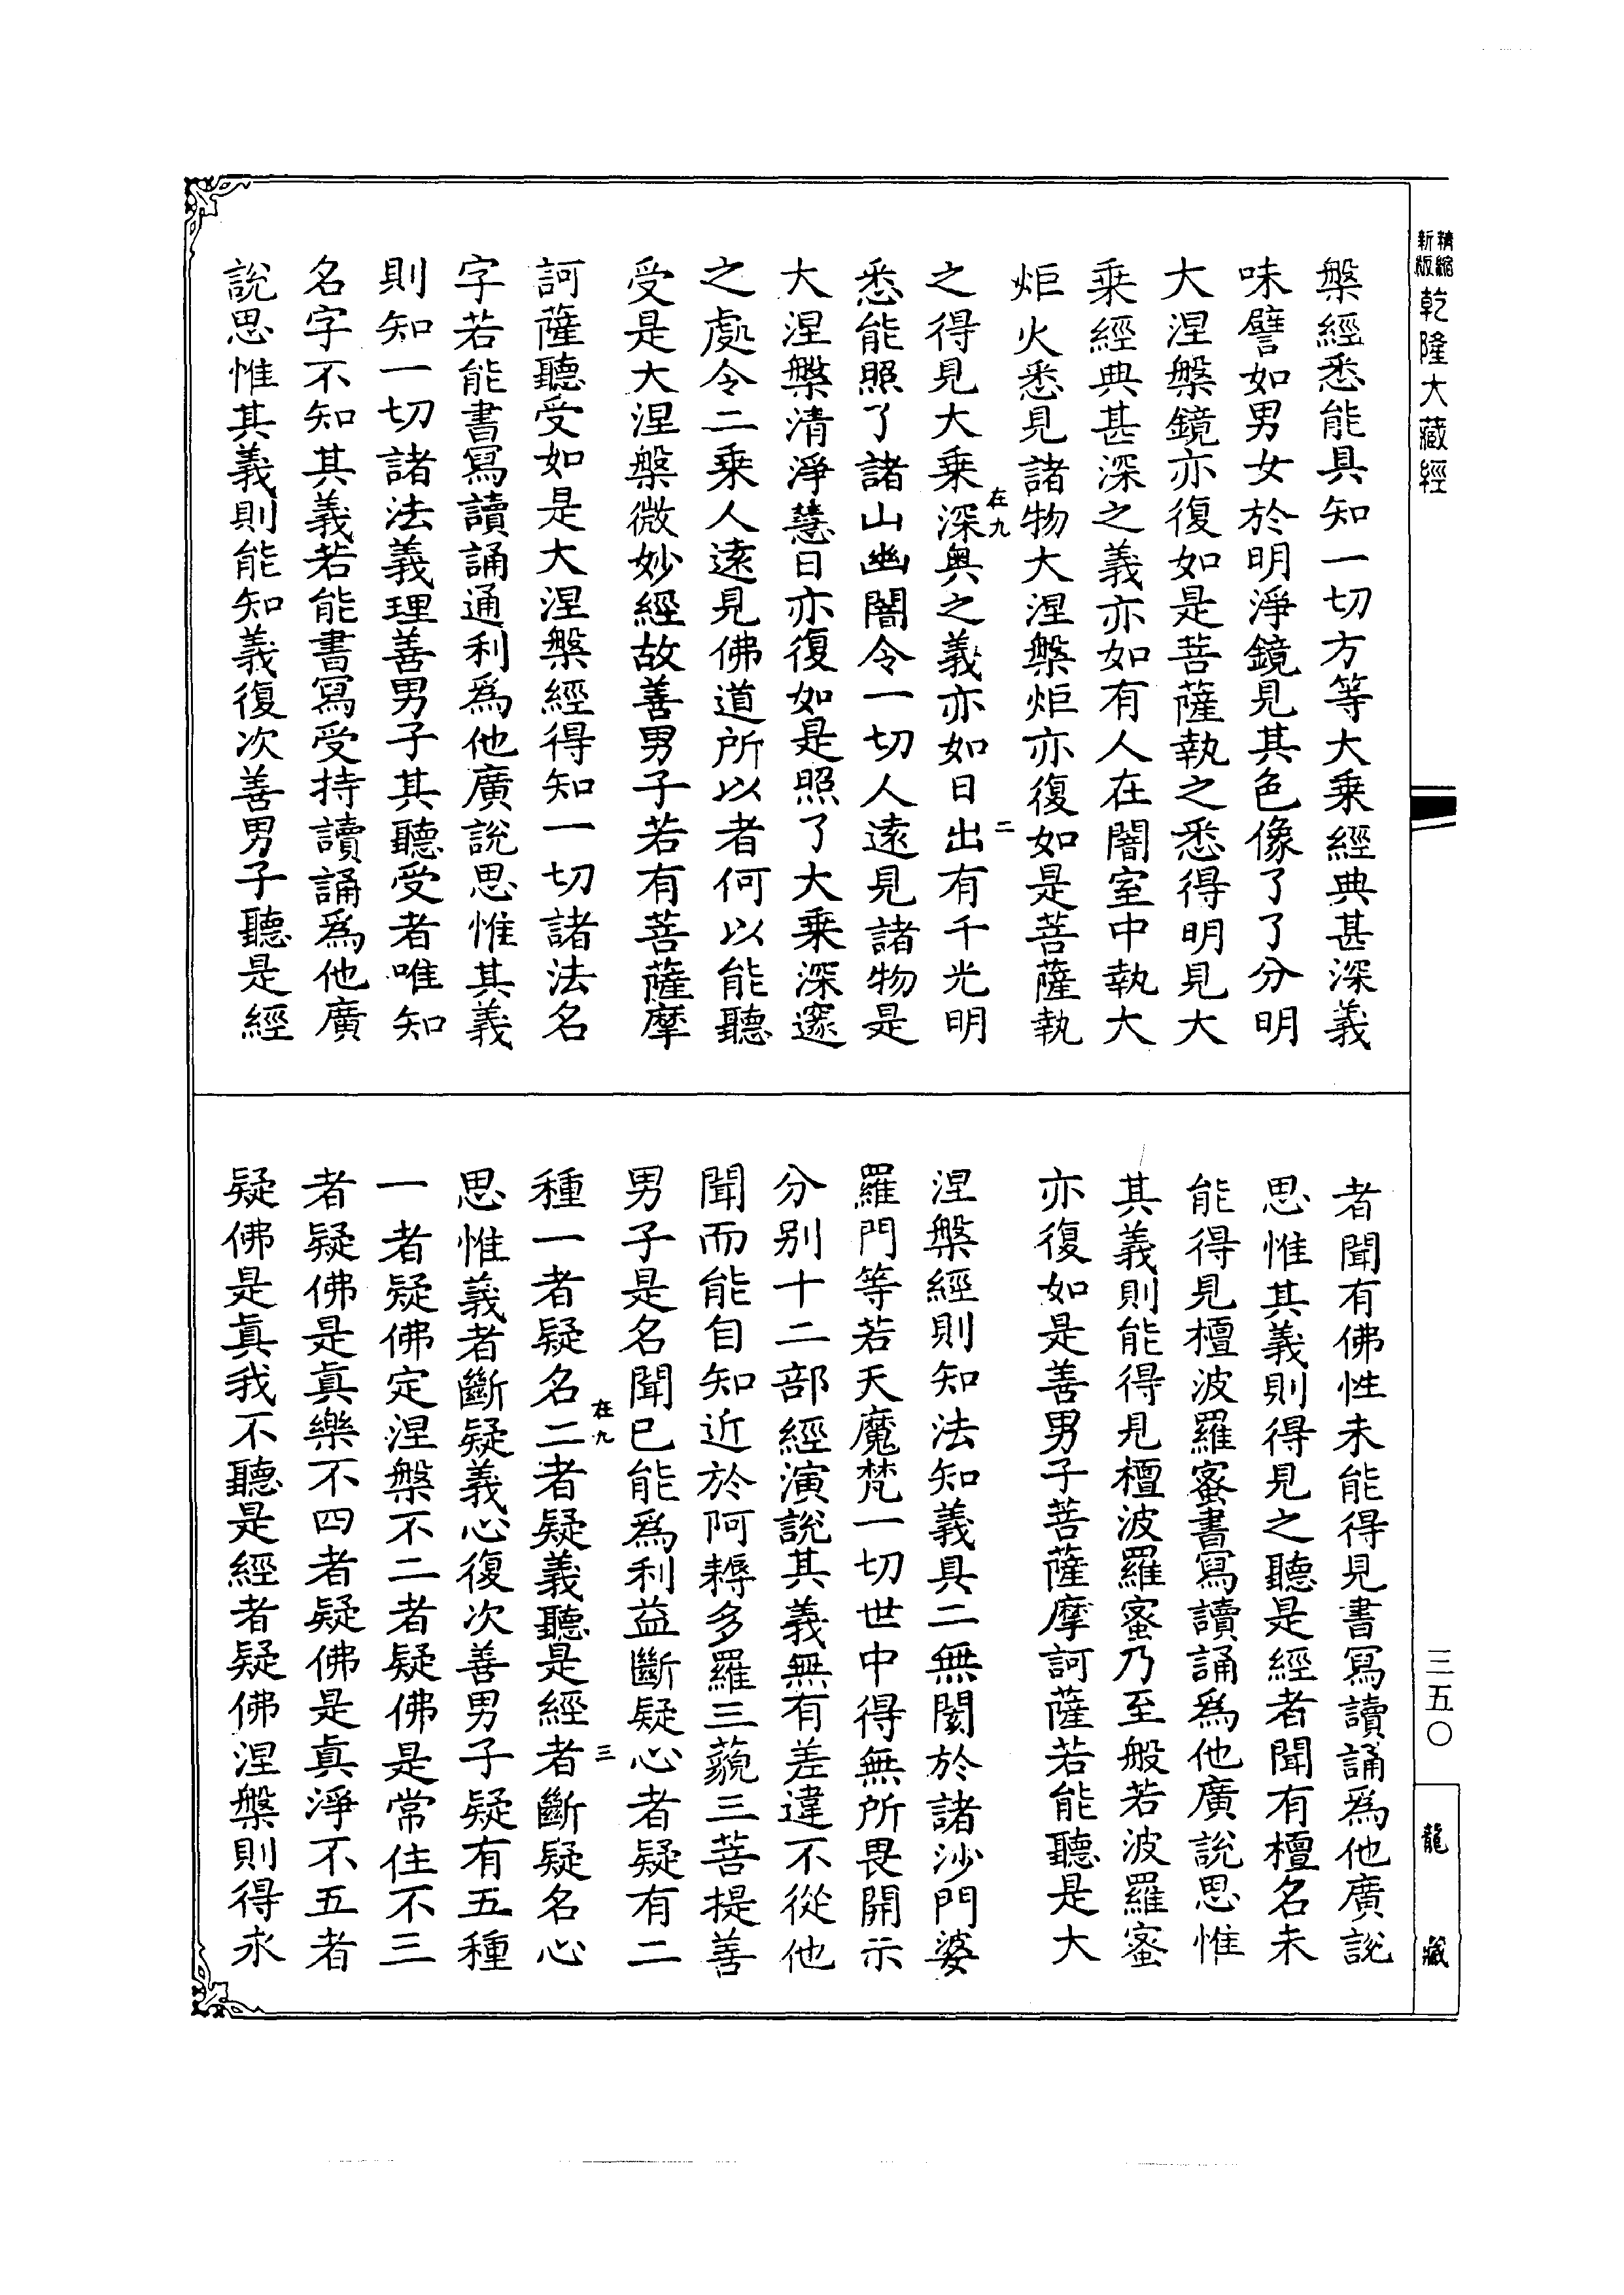 精縮
新版
乾隆大藏經
槃經悉能具知一切方等大乘經典甚深義
味譬如男女於明淨鏡見其色像了了分明
大涅槃鏡亦復如是菩薩執之悉得明見大
乘經典甚深之義亦如有人在闇室中執大
炬火悉見諸物大涅槃炬亦復如是菩薩執
在九
二
之得見大乘深奧之義亦如日出有千光明
悉能照了諸山幽闇令一切人遠見諸物是
大涅槃清淨慧日亦復如是照了大乘深邃
之處令二乘人遠見佛道所以者何以能聽
受是大涅槃微妙經故善男子若有菩薩摩
訶薩聽受如是大涅槃經得知一切諸法名
字若能書寫讀誦通利爲他廣說思惟其義
則知一切諸法義理善男子其聽受者唯知
名字不知其義若能書寫受持讀誦爲他廣
說思惟其義則能知義復次善男子聽是經
者聞有佛性未能得見書寫讀誦爲他廣說
思惟其義則得見之聽是經者聞有檀名未
能得見檀波羅蜜書寫讀誦爲他廣說思惟
其義則能得見檀波羅蜜乃至般若波羅蜜
亦復如是善男子菩薩摩訶薩若能聽是大
涅槃經則知法知義具二無閡於諸沙門婆
羅門等若天魔梵一切世中得無所畏開示
分别十二部經演說其義無有差違不從他
聞而能自知近於阿耨多羅三藐三菩提善
男子是名聞已能爲利益斷疑心者疑有二
在九
三
種一者疑名二者疑義聽是經者斷疑名心
思惟義者斷疑義心復次善男子疑有五種
一者疑佛定涅槃不二者疑佛是常住不三
者疑佛是眞樂不四者疑佛是眞淨不五者
疑佛是眞我不聽是經者疑佛涅槃則得永
三五〇
龍藏